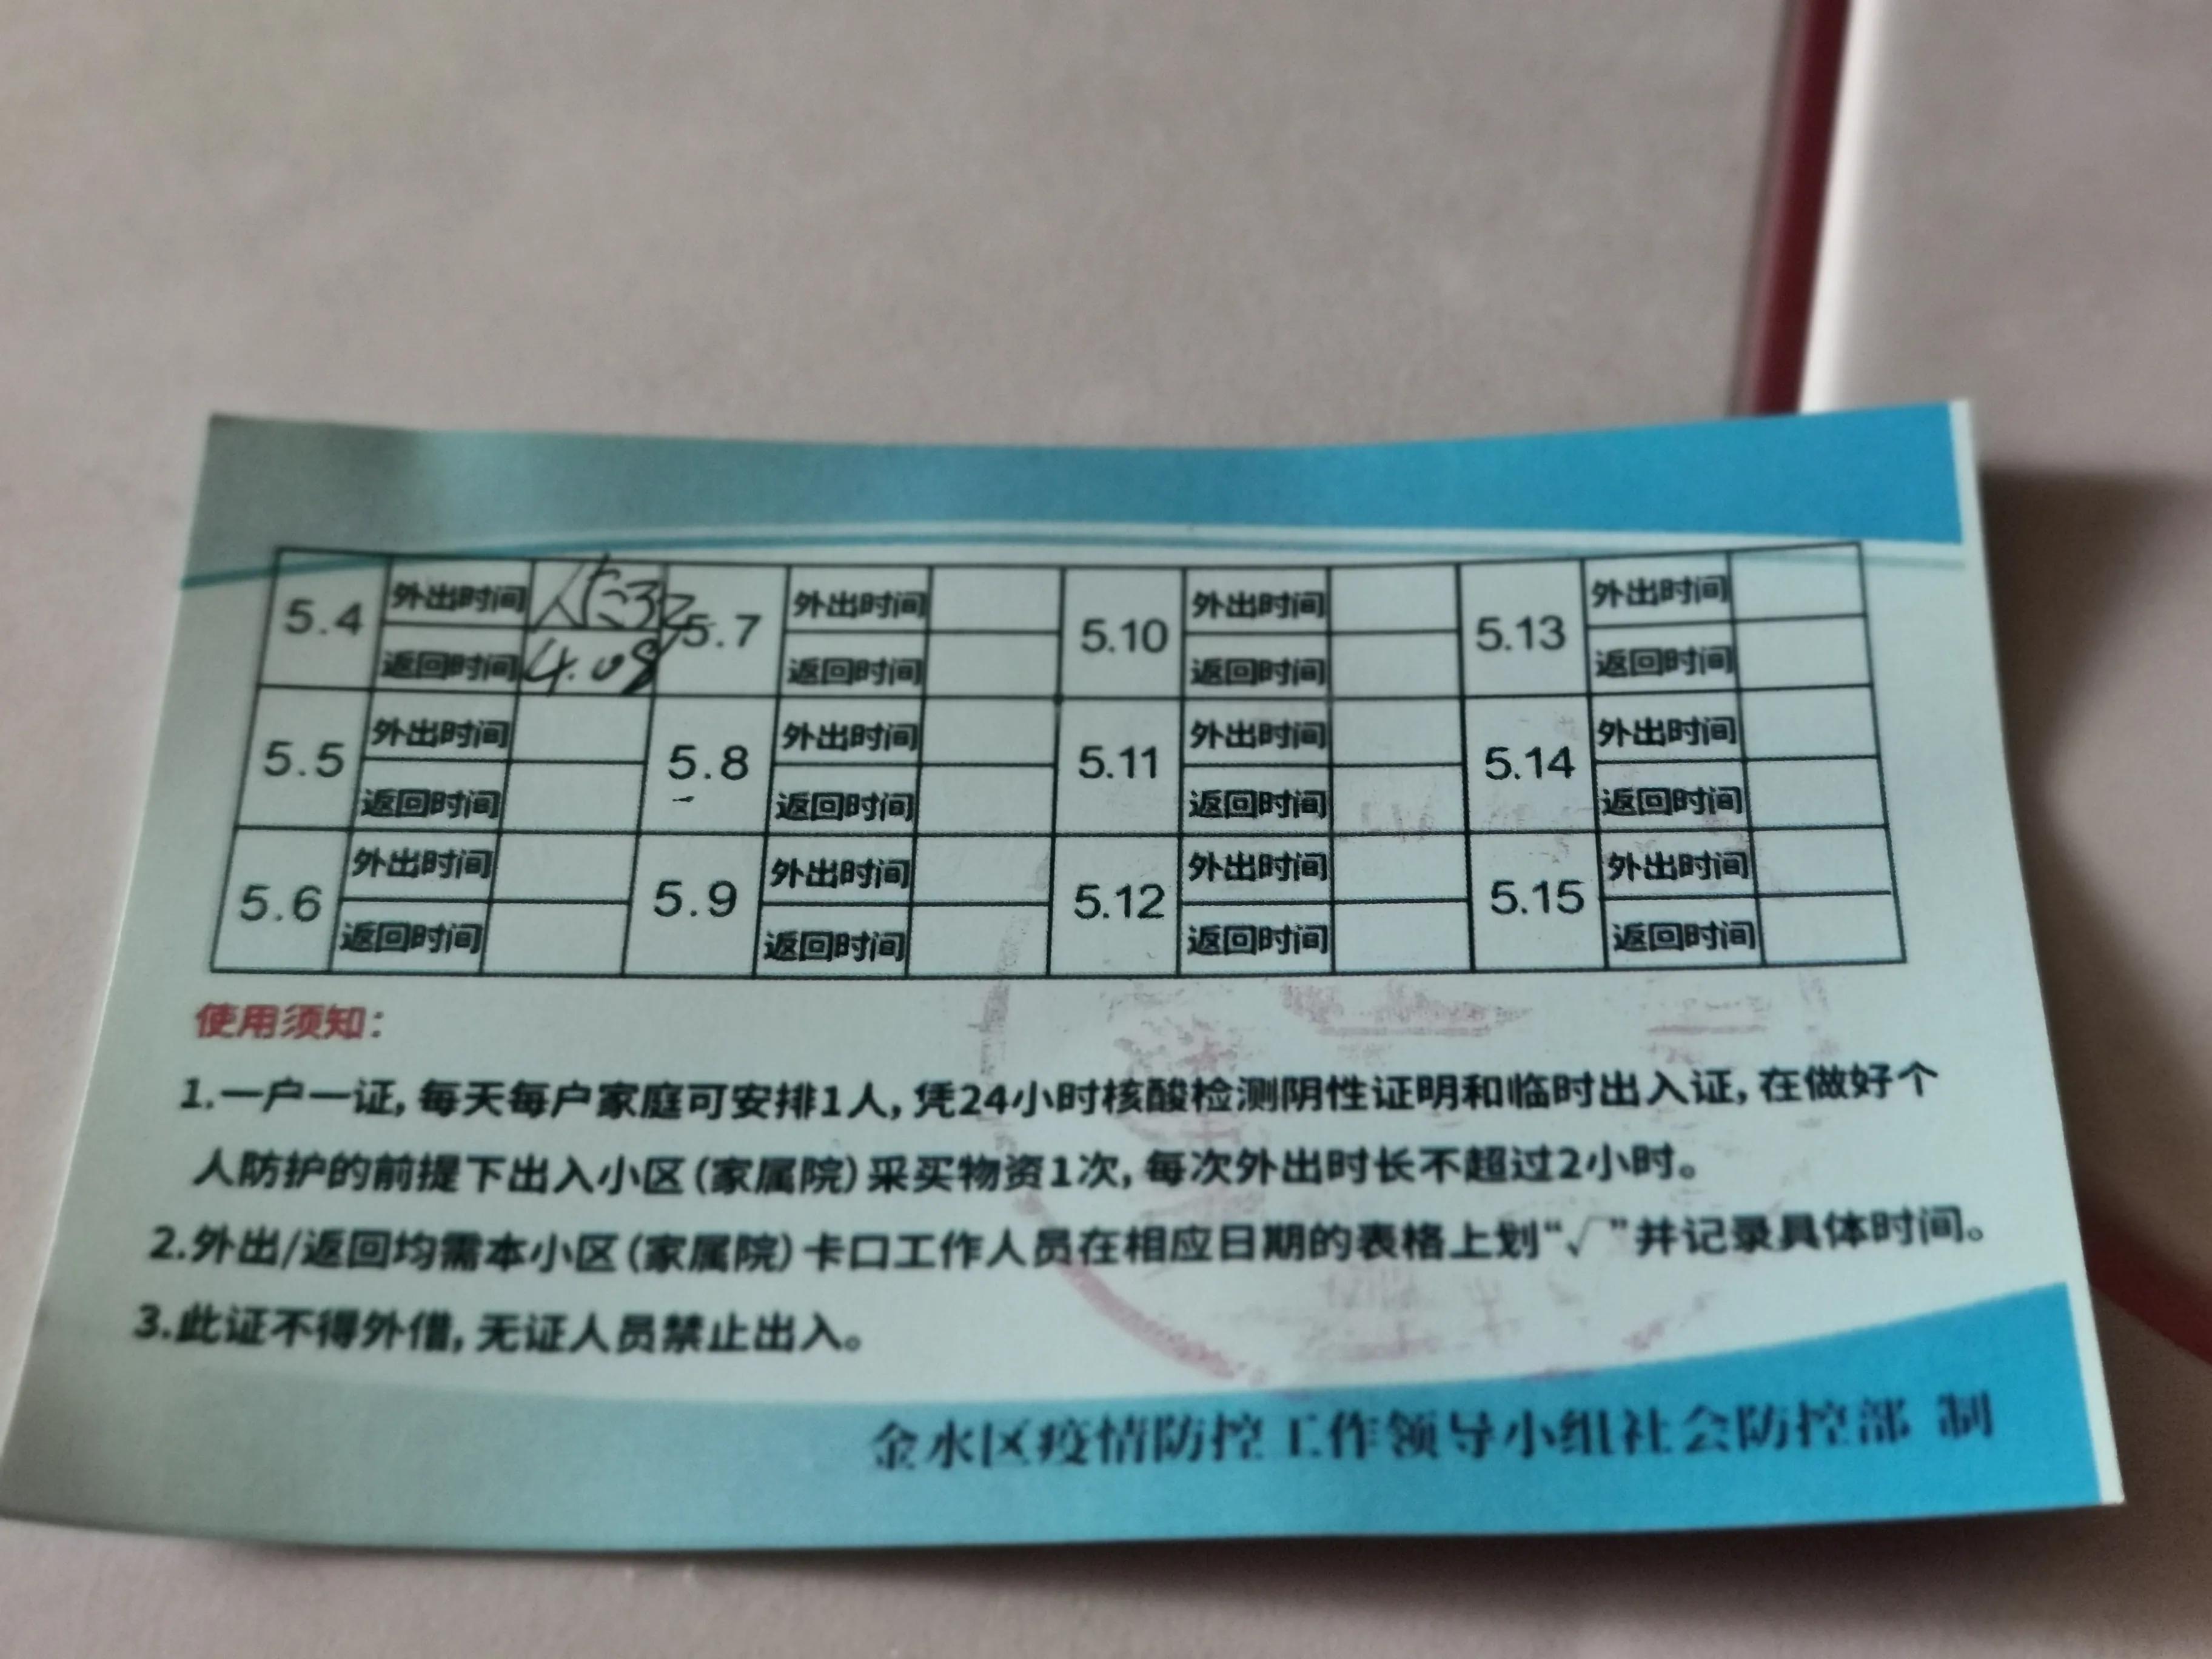 5.4 外出时间 5.7 外出时间 5.10 外出时间 5.13 外出时间
返回时间 4.08 返回时间 返回时间 返回时间
5.5 外出时间 5.8 外出时间 5.11 外出时间 5.14 外出时间
返回时间 返回时间 返回时间 返回时间
5.6 外出时间 5.9 外出时间 5.12 外出时间 5.15 外出时间
返回时间 返回时间 返回时间 返回时间
使用须知：
1.一户一证,每天每户家庭可安排1人,凭24小时核酸检测阴性证明和临时出入证,在做好个
人防护的前提下出入小区(家属院)采买物资1次,每次外出时长不超过2小时。
2.外出/返回均需本小区(家属院)卡口工作人员在相应日期的表格上划“√”并记录具体时间。
3.此证不得外借,无证人员禁止出入。
金水区疫情防控工作领导小组社会防控部 制